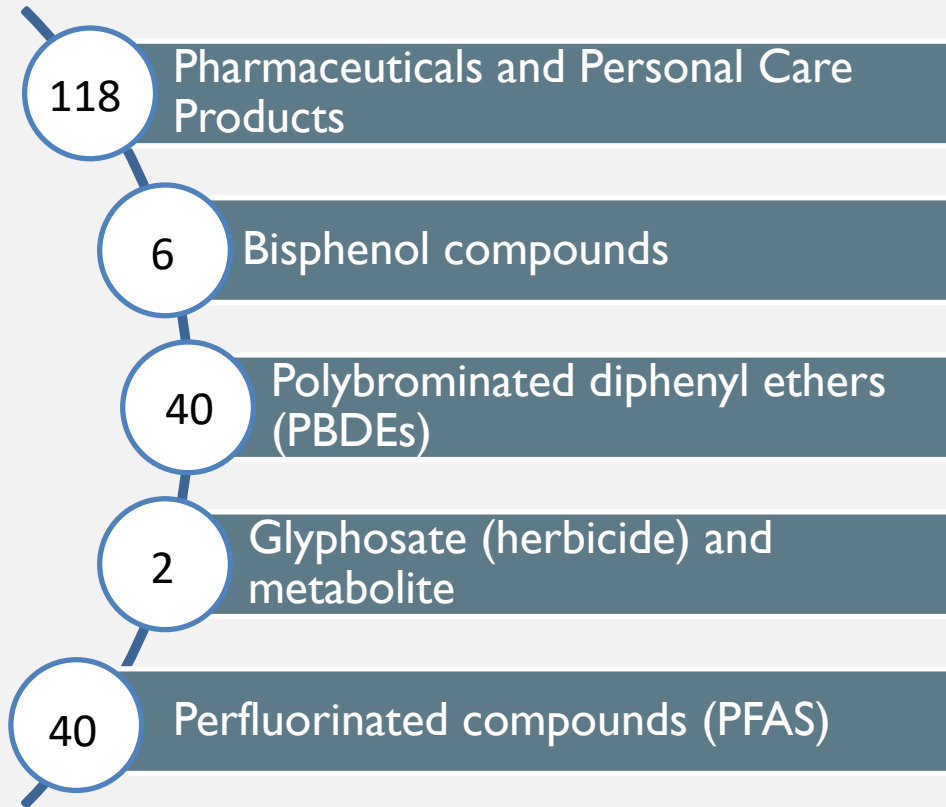 118
Pharmaceuticals and Personal Care
Products
6
Bisphenol compounds
40
Polybrominated diphenyl ethers
(PBDEs)
2
Glyphosate (herbicide) and
metabolite
40
Perfluorinated compounds (PFAS)